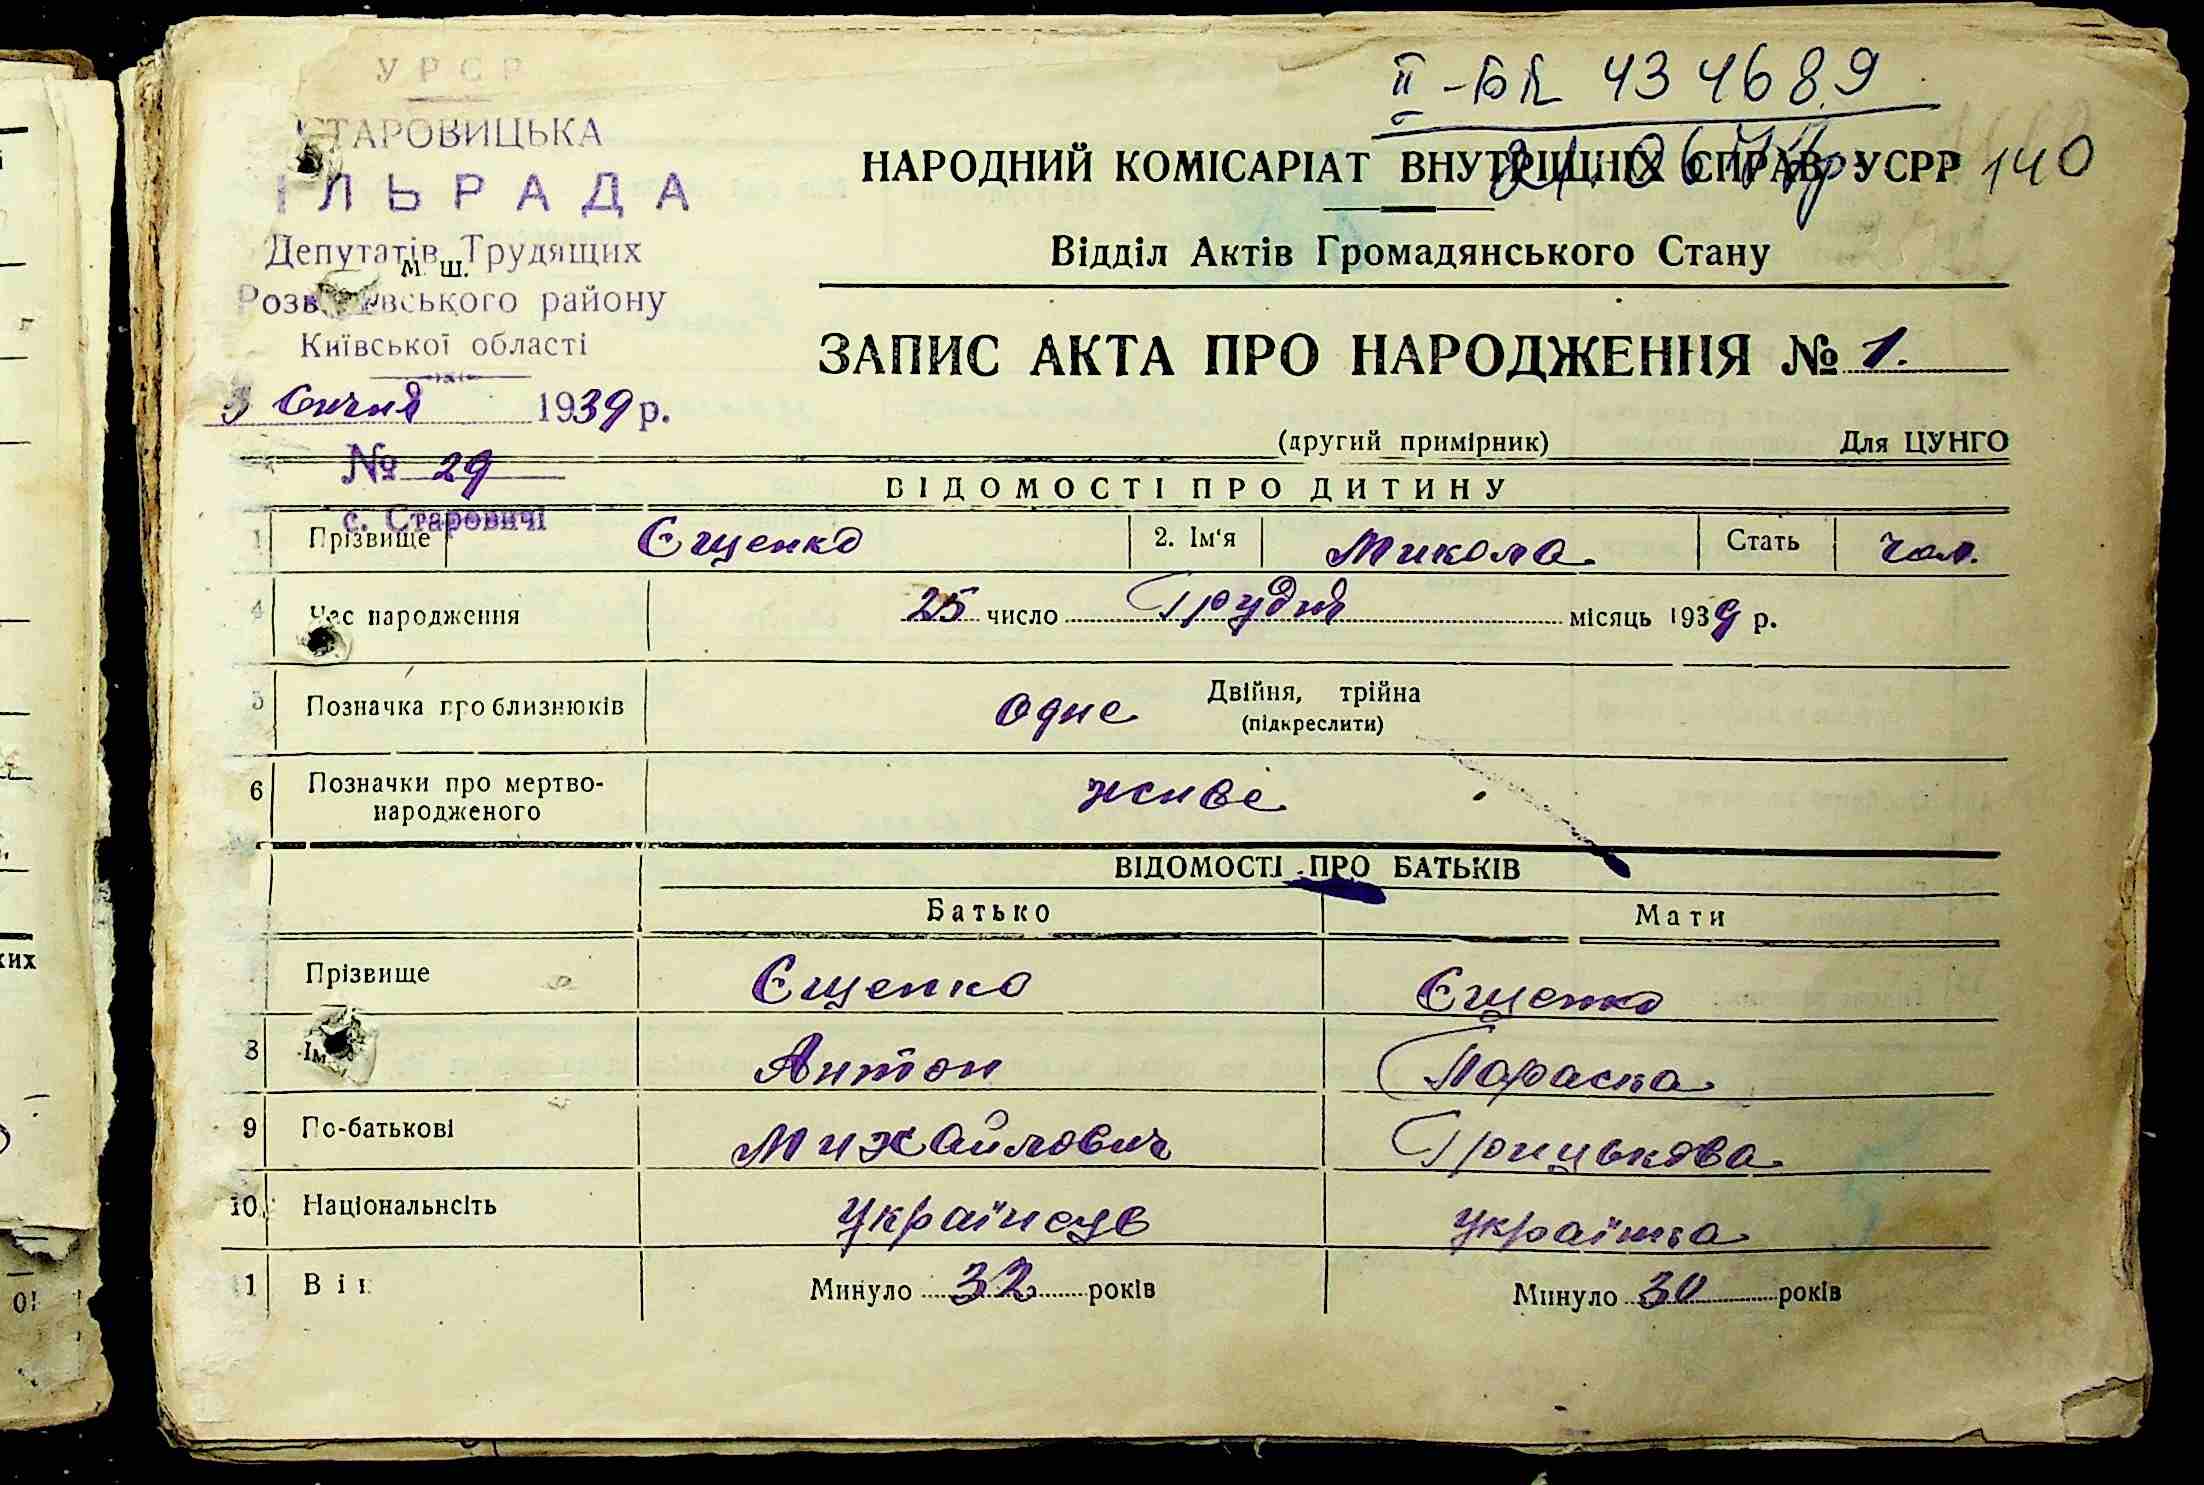 УРСР
СТАРОВИЦЬКА
ІЛЬРАДА
Депутатів Трудящих
м. ш.
Розв вського району
Київської області
3 Січня 1939 р.
№ 29
с. Старовичі
ІІ-БК 434689
140
НАРОДНИЙ КОМІСАРІАТ ВНУТРІШНІХ СПРАВ УСРР
Відділ Актів Громадянського Стану
ЗАПИС АКТА ПРО НАРОДЖЕННЯ № 1.
(другий примірник) Для ЦУНГО
ВІДОМОСТІ ПРО ДИТИНУ
1 Прізвище Єщенко 2. Ім'я Микола Стать чол.
4 Час народження 25 число Грудня місяць 1939 р.
5 Позначка про близнюків одне Двійня, трійна
(підкреслити)
6 Позначки про мертво-
народженого живе
ВІДОМОСТІ ПРО БАТЬКІВ
Батько Мати
Прізвище Єщенко Єщенко
8 Ім Антон Параска
9 По-батькові Михайлович Грицькова
10 Національнсіть Українець Українка
1 Вік Минуло 32 років Минуло 30 років